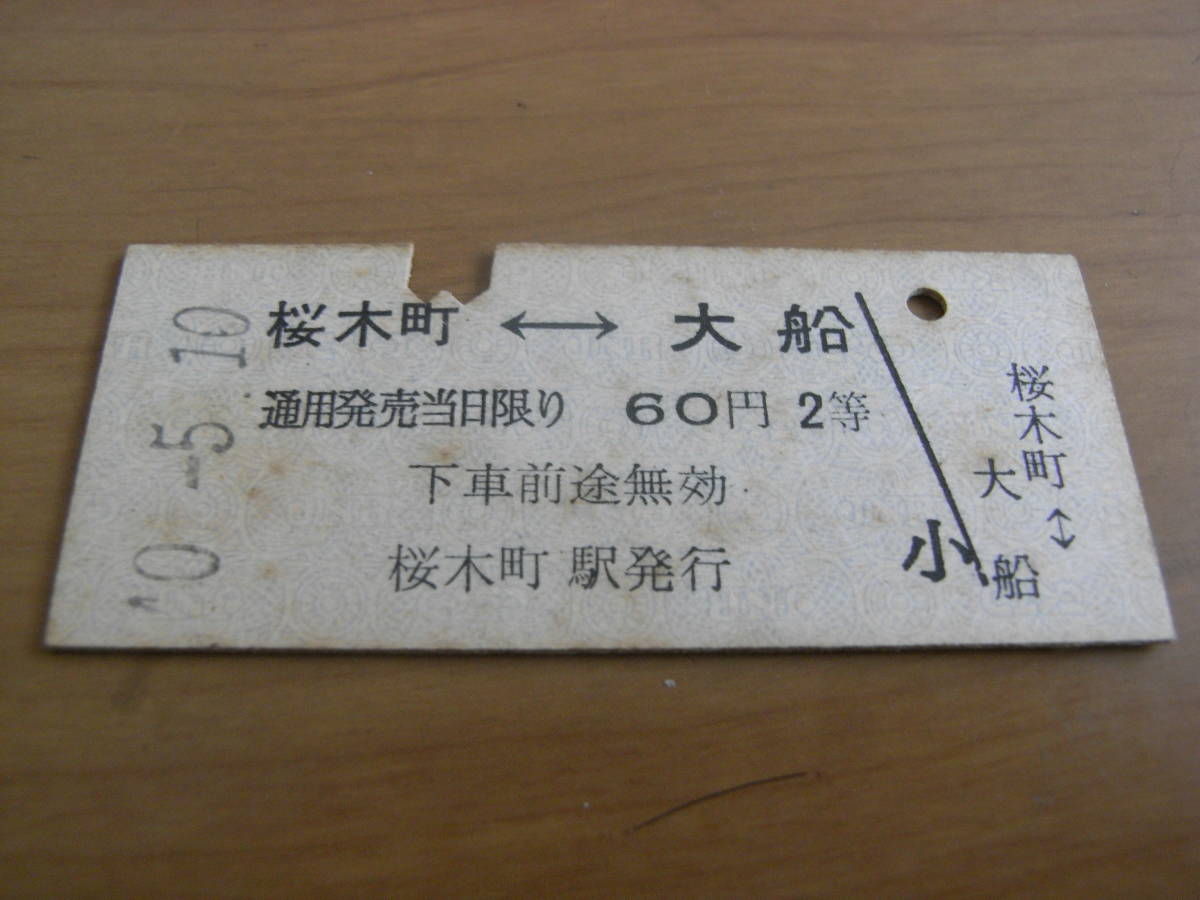 桜木町 ↔ 大船
通用発売当日限り 60円 2等
下車前途無効
桜木町駅発行
小
桜木町↔
大船
40-5.10